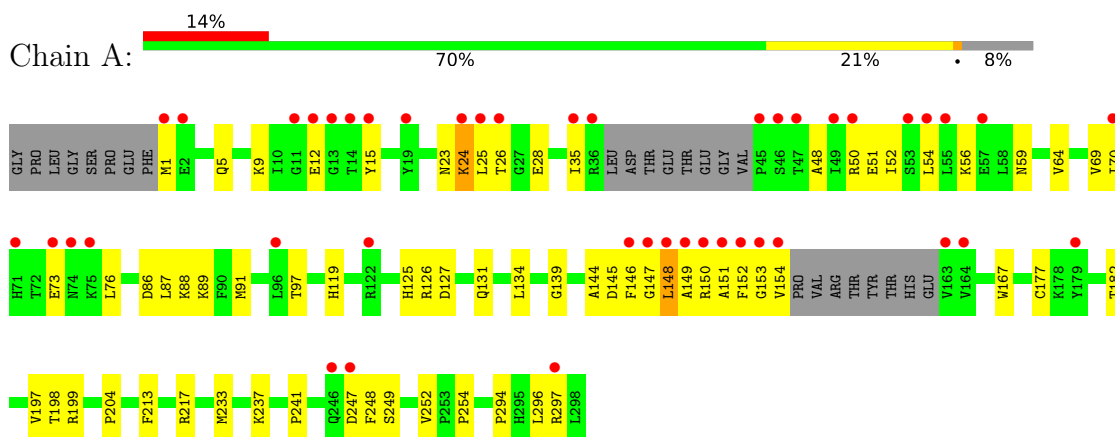 14%
Chain A:
70% 21% • 8%
GLY PRO LEU GLY SER PRO GLU PHE M1 E2 Q5 K9 I10 G11 E12 G13 T14 Y15 Y19 N23 K24 L25 T26 G27 E28 I35 R36 LEU ASP THR GLU THR GLU GLY VAL P45 S46 T47 A48 I49 R50 E51 I52 S53 L54 L55 K56 E57 L58 N59 V64 V69 I70
H71 T72 E73 N74 K75 L76 D86 L87 K88 K89 F90 M91 L96 T97 H119 R122 H125 R126 D127 Q131 L134 G139 A144 D145 F146 G147 L148 A149 R150 A151 F152 G153 V154 PRO VAL ARG THR TYR THR HIS GLU V163 V164 W167 C177 K178 Y179 T182
V197 T198 R199 P204 F213 R217 M233 K237 P241 Q246 D247 F248 S249 V252 P253 P254 P294 H295 L296 R297 L298